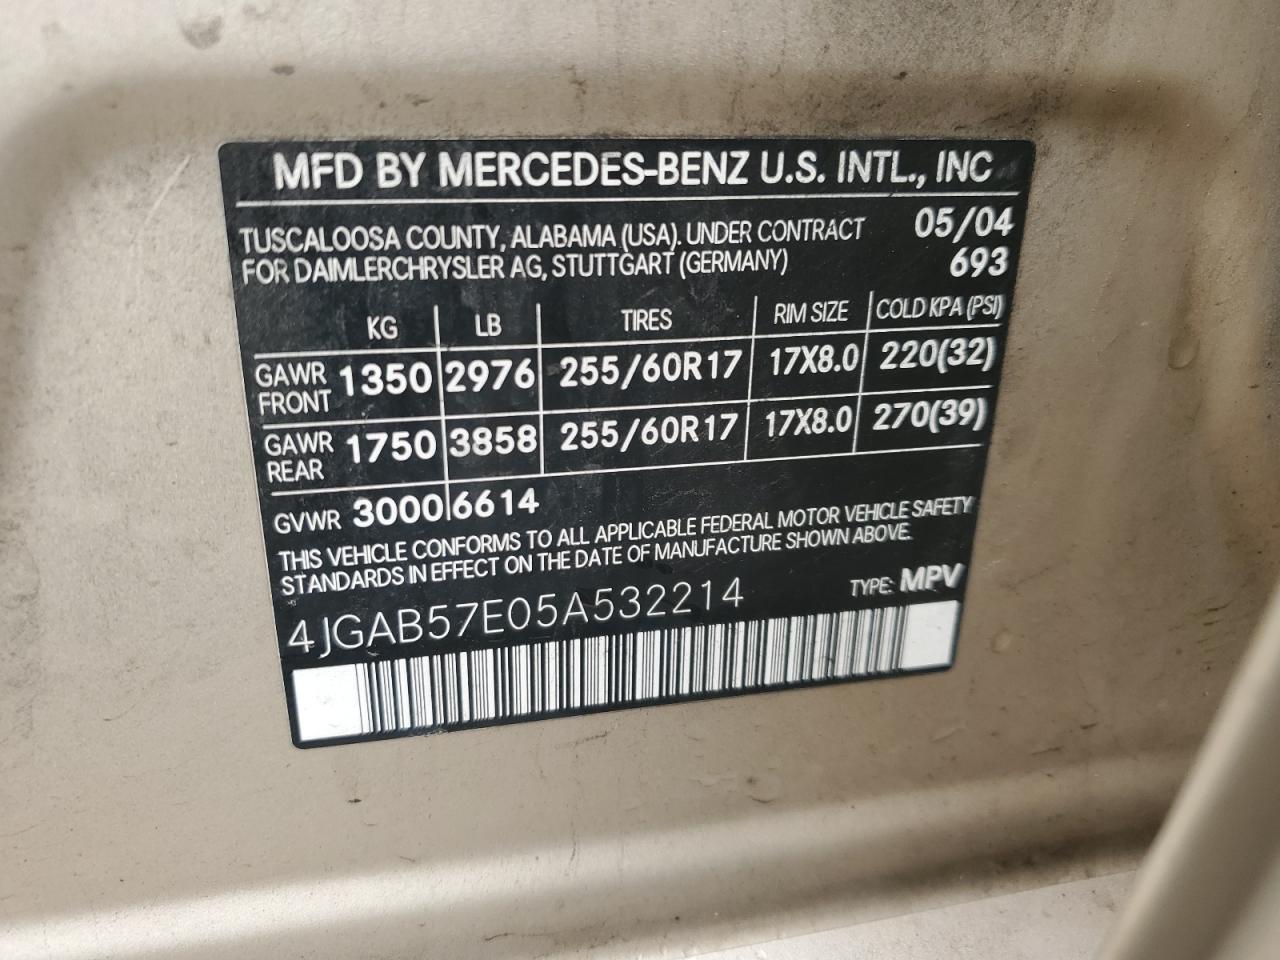 MFD BY MERCEDES-BENZ U.S. INTL., INC
TUSCALOOSA COUNTY, ALABAMA (USA). UNDER CONTRACT 05/04
FOR DAIMLERCHRYSLER AG, STUTTGART (GERMANY) 693
KG LB TIRES RIM SIZE COLD KPA (PSI)
GAWR FRONT 1350 2976 255/60R17 17X8.0 220(32)
GAWR REAR 1750 3858 255/60R17 17X8.0 270(39)
GVWR 3000 6614
THIS VEHICLE CONFORMS TO ALL APPLICABLE FEDERAL MOTOR VEHICLE SAFETY
STANDARDS IN EFFECT ON THE DATE OF MANUFACTURE SHOWN ABOVE.
4JGAB57E05A532214 TYPE: MPV